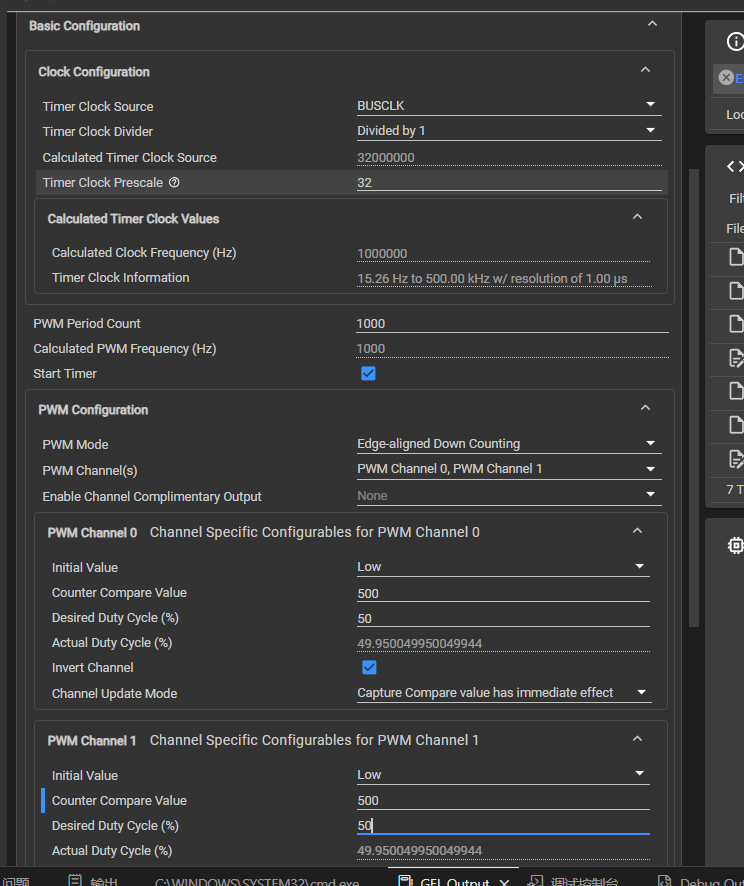 Basic Configuration
Clock Configuration
Timer Clock Source BUSCLK
Timer Clock Divider Divided by 1
Calculated Timer Clock Source 32000000
Timer Clock Prescale 32
Calculated Timer Clock Values
Calculated Clock Frequency (Hz) 1000000
Timer Clock Information 15.26 Hz to 500.00 kHz w/ resolution of 1.00 µs
PWM Period Count 1000
Calculated PWM Frequency (Hz) 1000
Start Timer
PWM Configuration
PWM Mode Edge-aligned Down Counting
PWM Channel(s) PWM Channel 0, PWM Channel 1
Enable Channel Complimentary Output None
PWM Channel 0 Channel Specific Configurables for PWM Channel 0
Initial Value Low
Counter Compare Value 500
Desired Duty Cycle (%) 50
Actual Duty Cycle (%) 49.950049950049944
Invert Channel
Channel Update Mode Capture Compare value has immediate effect
PWM Channel 1 Channel Specific Configurables for PWM Channel 1
Initial Value Low
Counter Compare Value 500
Desired Duty Cycle (%) 50
Actual Duty Cycle (%) 49.950049950049944
E
Loc
Filt
File
7 T
问题 输出 C:\WINDOWS\SYSTEM32\cmd.exe GEL Output 调试控制台 Debug Out